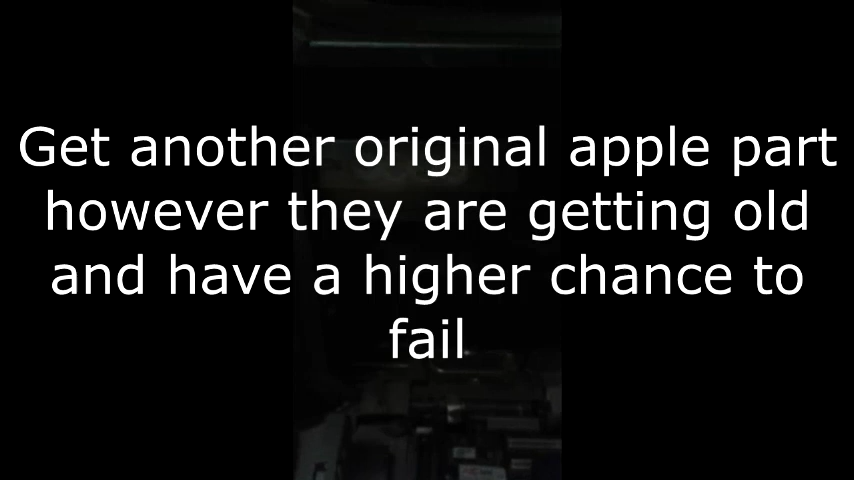 Get another original apple part
however they are getting old
and have a higher chance to
fail